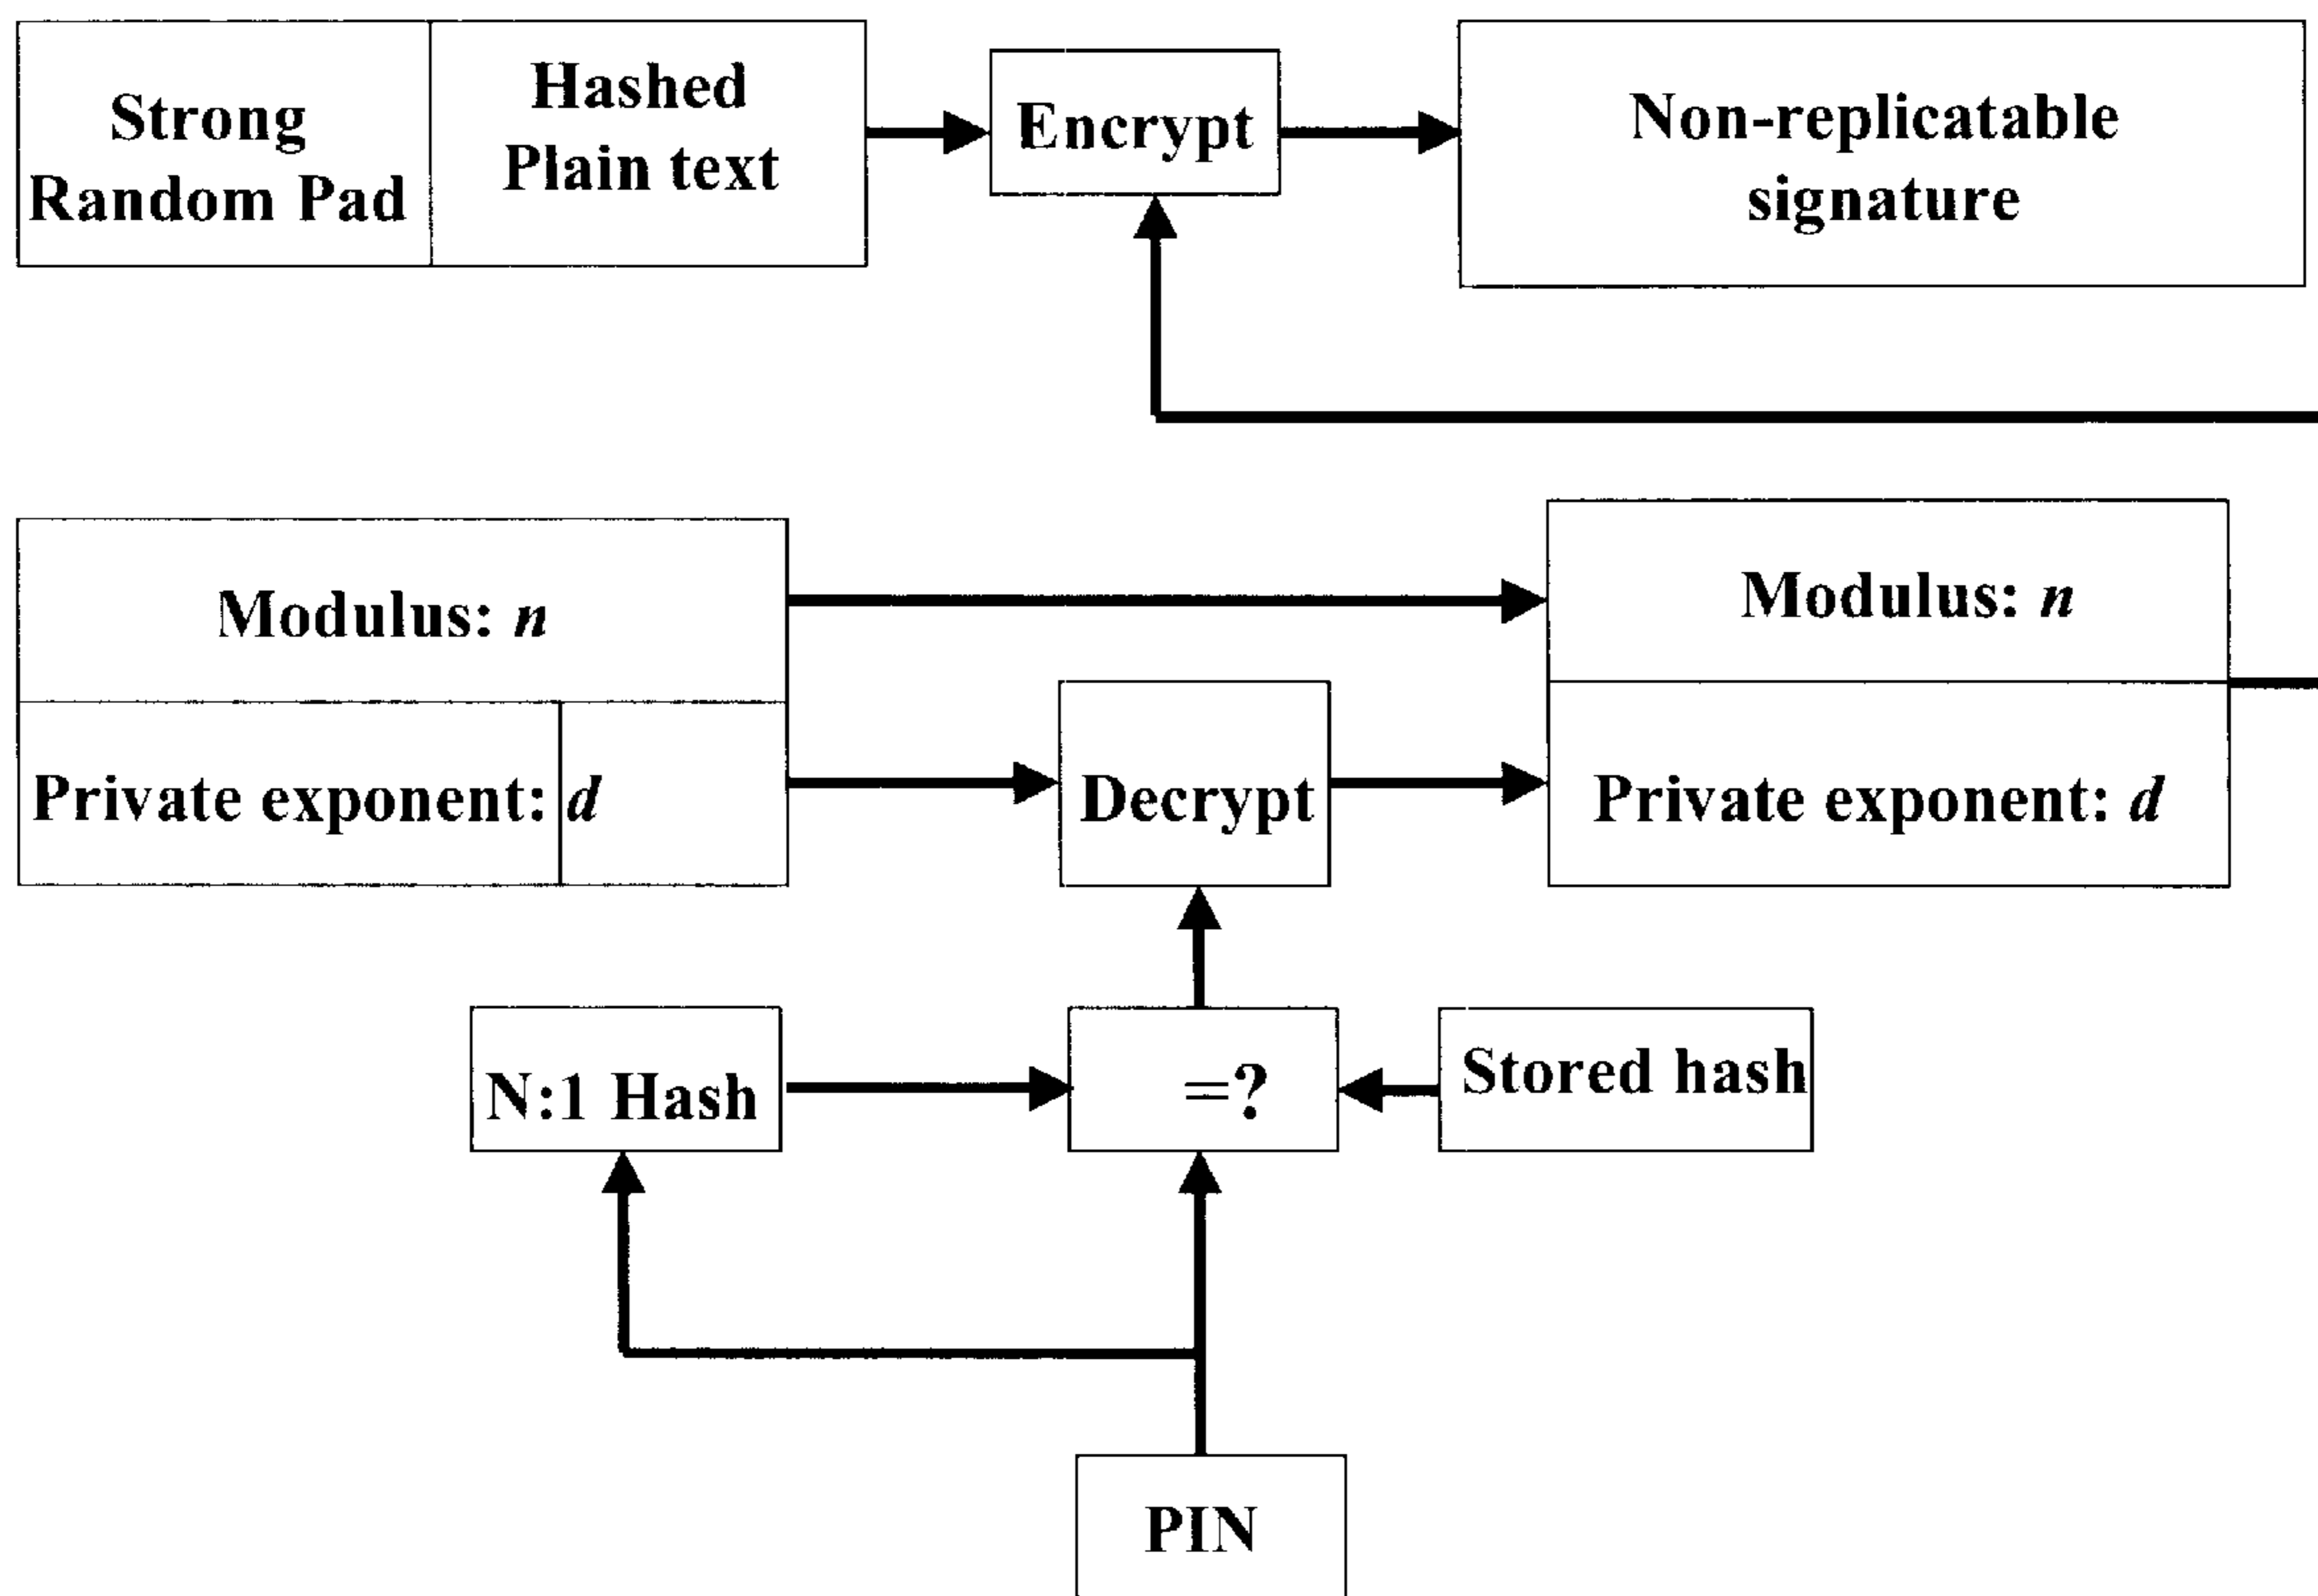 Strong
Random Pad
Hashed
Plain text
Encrypt
Non-replicatable
signature
Modulus: n
Modulus: n
Private exponent: d
Decrypt
Private exponent: d
N:1 Hash
=?
Stored hash
PIN